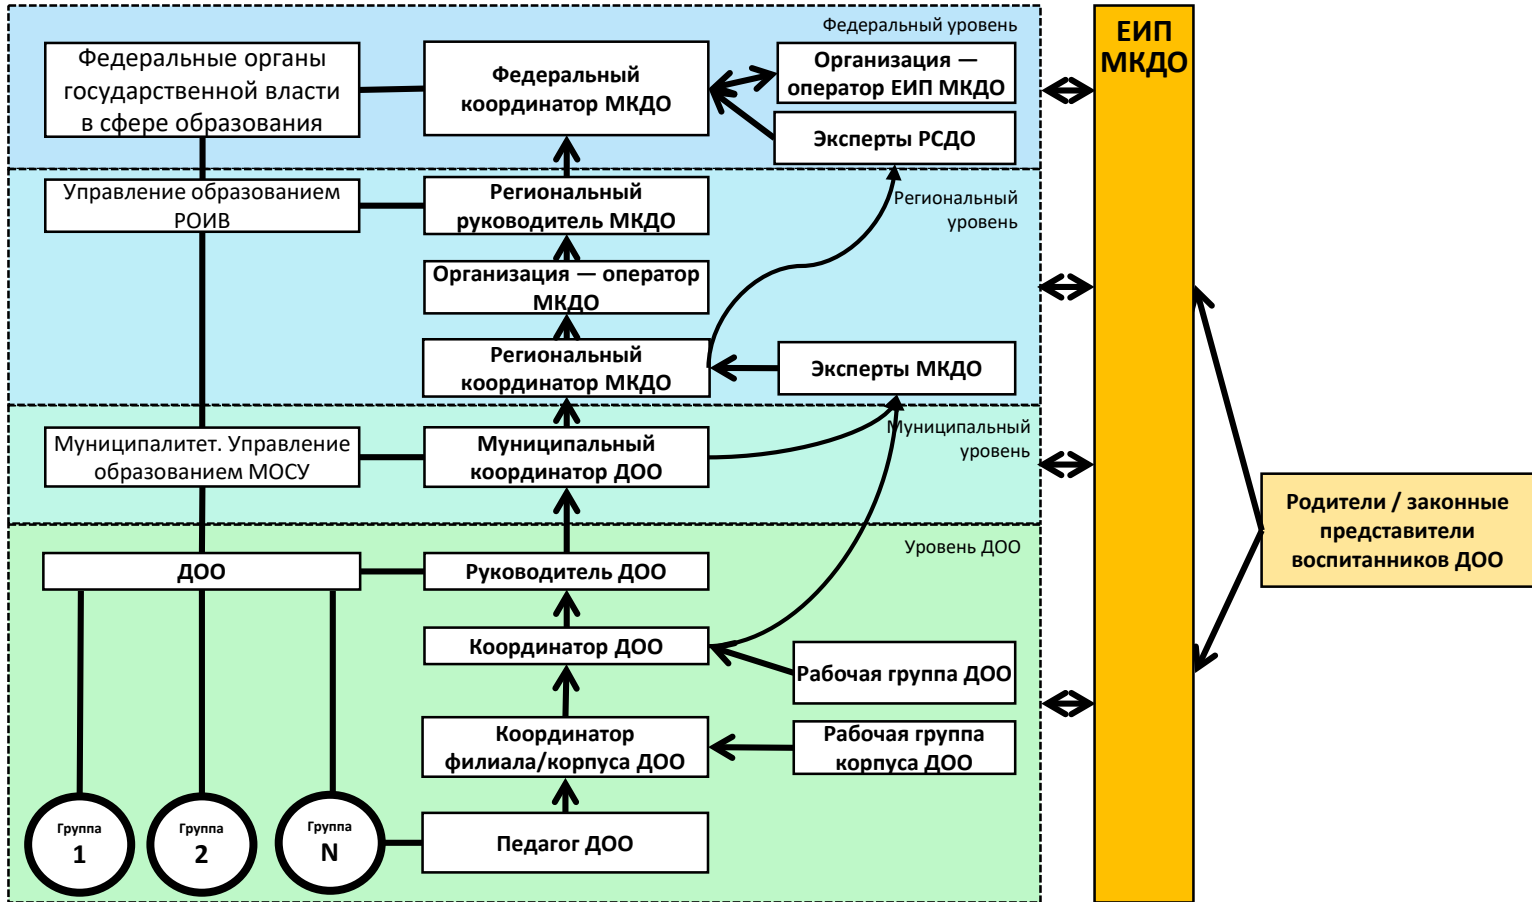 Федеральный уровень
ЕИП
МКДО
Федеральные органы
государственной власти
в сфере образования
Федеральный
координатор МКДО
Организация —
оператор ЕИП МКДО
Эксперты РСДО
Управление образованием
РОИВ
Региональный
руководитель МКДО
Региональный
уровень
Организация — оператор
МКДО
Региональный
координатор МКДО
Эксперты МКДО
Муниципалитет. Управление
образованием МОСУ
Муниципальный
координатор ДОО
Муниципальный
уровень
Родители / законные
представители
воспитанников ДОО
Уровень ДОО
ДОО
Руководитель ДОО
Координатор ДОО
Рабочая группа ДОО
Координатор
филиала/корпуса ДОО
Рабочая группа
корпуса ДОО
Группа
1
Группа
2
Группа
N
Педагог ДОО